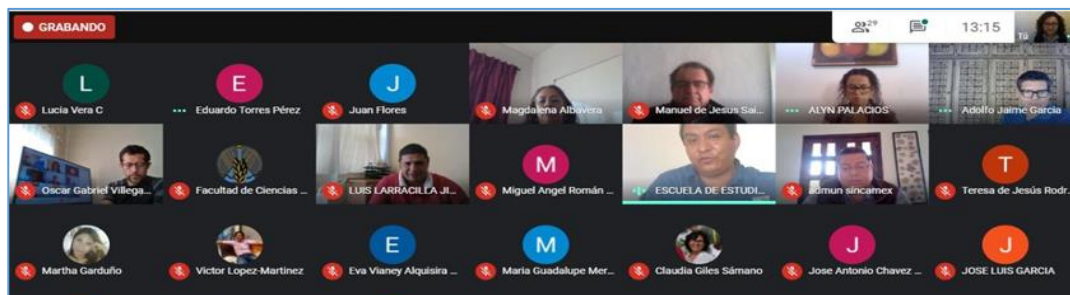 GRABANDO
29
13:15
Tú
L
Lucia Vera C
E
Eduardo Torres Pérez
J
Juan Flores
Magdalena Albavera
Manuel de Jesus Sai...
ALYN PALACIOS
Adolfo Jaime Garcia
Oscar Gabriel Villega...
Facultad de Ciencias ...
LUIS LARRACILLA JI...
M
Miguel Angel Román ...
ESCUELA DE ESTUDI...
admun sincamex
T
Teresa de Jesús Rodr...
Martha Garduño
Victor Lopez-Martinez
E
Eva Vianey Alquisira ...
M
Maria Guadalupe Mer...
Claudia Giles Sámano
J
Jose Antonio Chavez ...
J
JOSE LUIS GARCIA